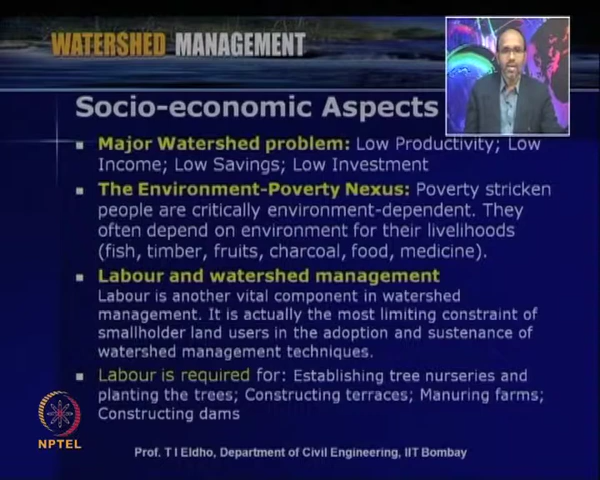 WATERSHED MANAGEMENT
Socio-economic Aspects
Major Watershed problem: Low Productivity; Low
Income; Low Savings; Low Investment
The Environment-Poverty Nexus: Poverty stricken
people are critically environment-dependent. They
often depend on environment for their livelihoods
(fish, timber, fruits, charcoal, food, medicine).
Labour and watershed management
Labour is another vital component in watershed
management. It is actually the most limiting constraint of
smallholder land users in the adoption and sustenance of
watershed management techniques.
Labour is required for: Establishing tree nurseries and
planting the trees; Constructing terraces; Manuring farms;
Constructing dams
NPTEL
Prof. T I Eldho, Department of Civil Engineering, IIT Bombay